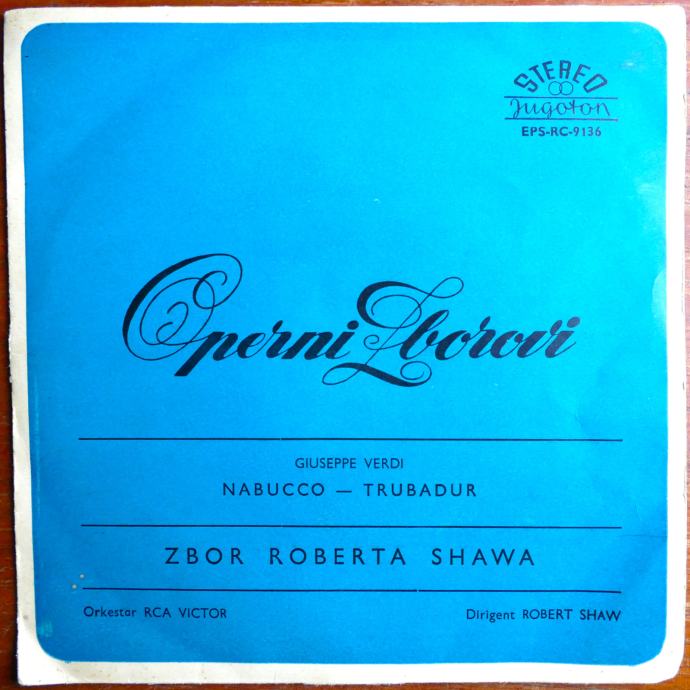 STEREO
Jugoton
EPS-RC-9136
Operni Zborovi
GIUSEPPE VERDI
NABUCCO — TRUBADUR
ZBOR ROBERTA SHAWA
Orkestar RCA VICTOR
Dirigent ROBERT SHAW